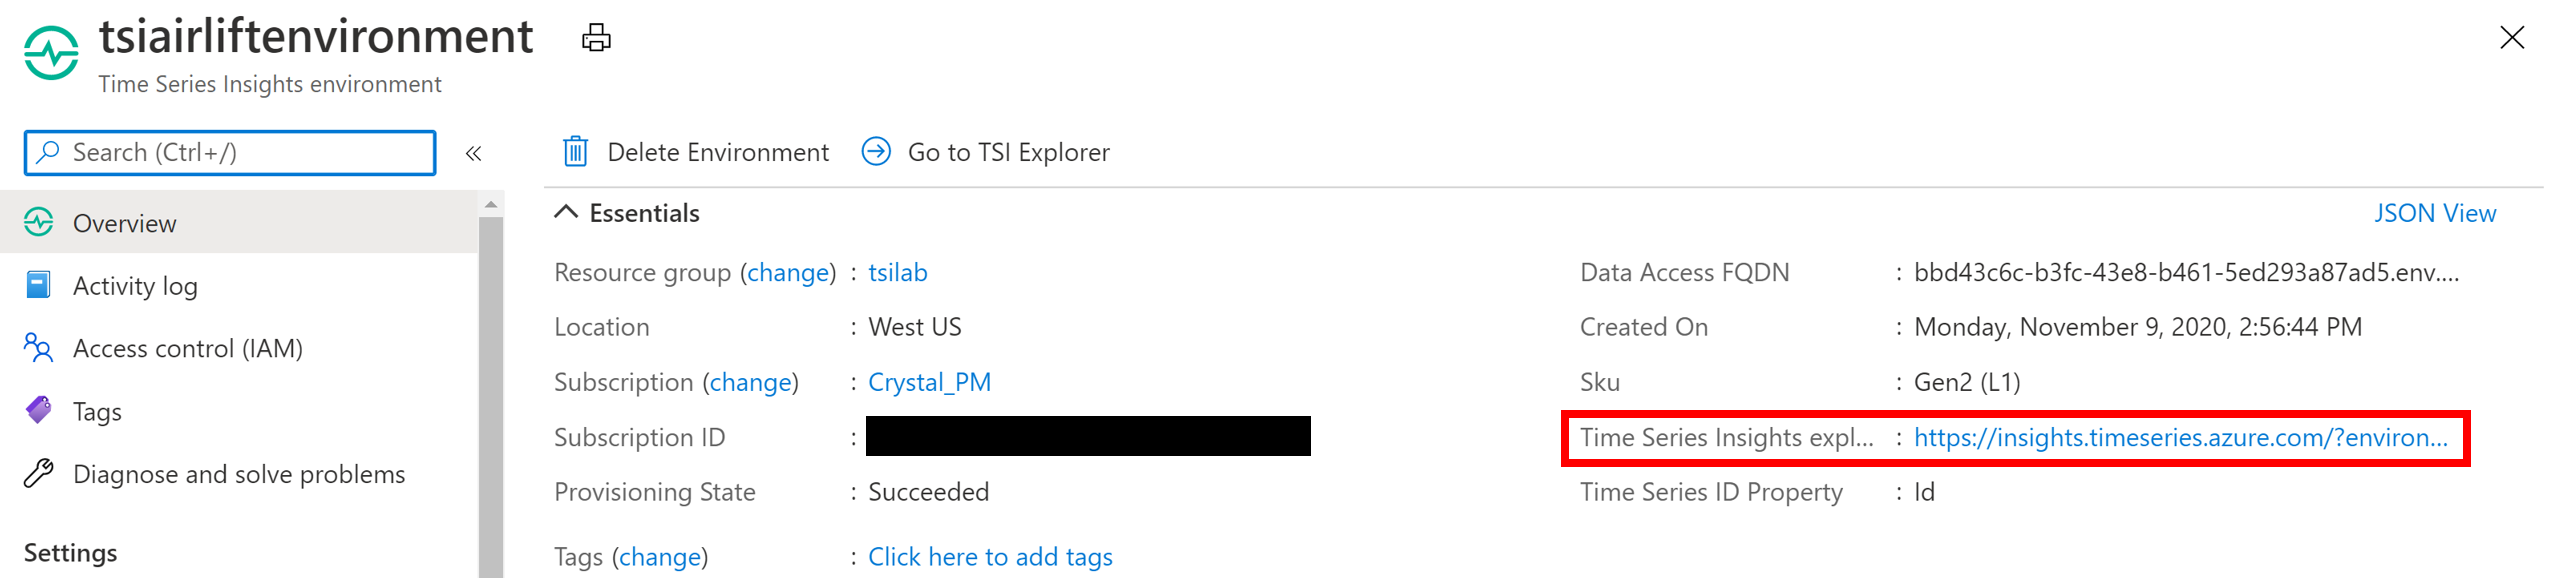 tsiairliftenvironment
Time Series Insights environment
Search (Ctrl+/)
«
Overview
Activity log
Access control (IAM)
Tags
Diagnose and solve problems
Settings
Delete Environment
Go to TSI Explorer
Essentials
JSON View
Resource group (change) : tsilab
Location : West US
Subscription (change) : Crystal_PM
Subscription ID :
Provisioning State : Succeeded
Tags (change) : Click here to add tags
Data Access FQDN : bbd43c6c-b3fc-43e8-b461-5ed293a87ad5.env....
Created On : Monday, November 9, 2020, 2:56:44 PM
Sku : Gen2 (L1)
Time Series Insights expl... : https://insights.timeseries.azure.com/?environ...
Time Series ID Property : Id